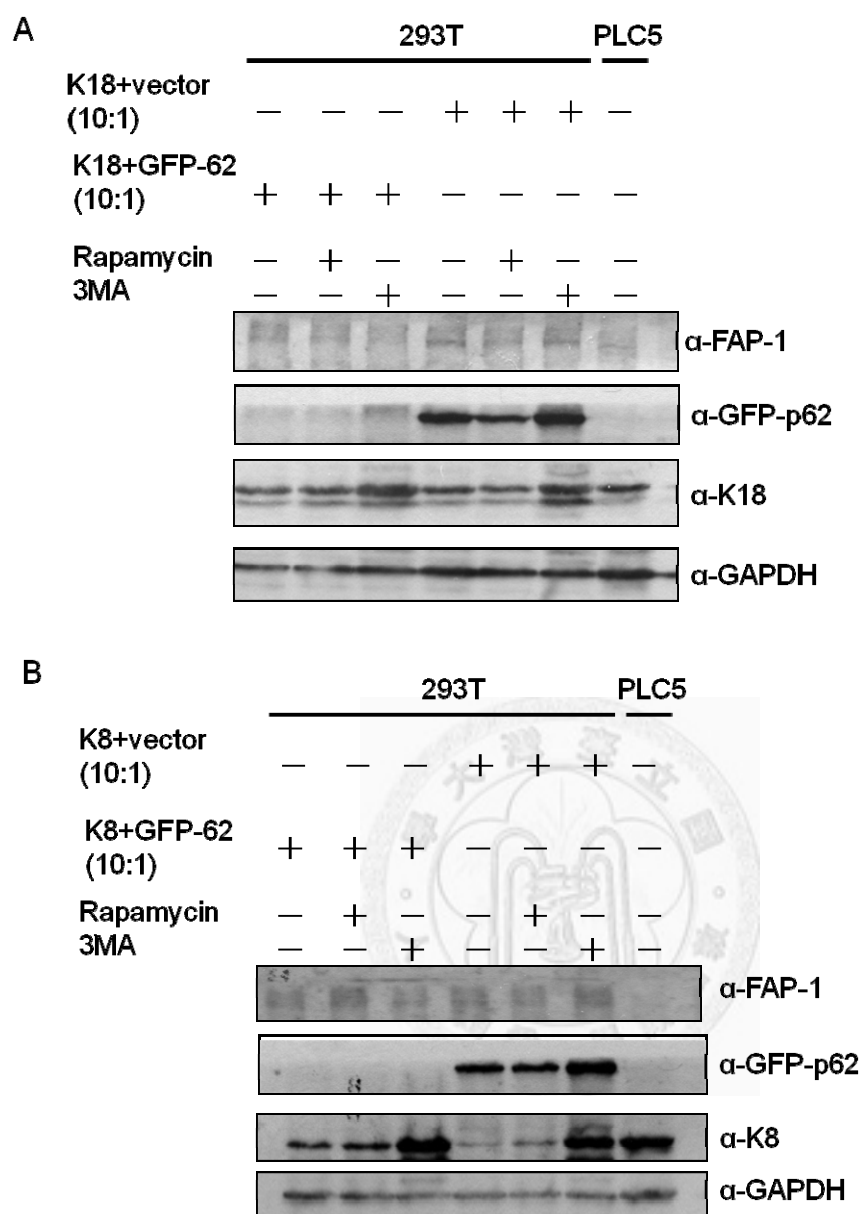 A
293T PLC5
K18+vector
(10:1) − − − + + + −
K18+GFP-62
(10:1) + + + − − − −
Rapamycin − + − − + − −
3MA − − + − − + −
α-FAP-1
α-GFP-p62
α-K18
α-GAPDH
B
293T PLC5
K8+vector
(10:1) − − − + + + −
K8+GFP-62
(10:1) + + + − − − −
Rapamycin − + − − + − −
3MA − − + − − + −
α-FAP-1
α-GFP-p62
α-K8
α-GAPDH